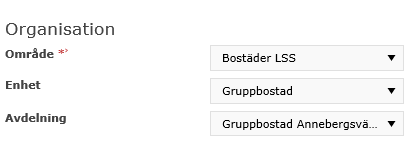 Organisation
Område * Bostäder LSS
Enhet Gruppbostad
Avdelning Gruppbostad Annebergsvä...